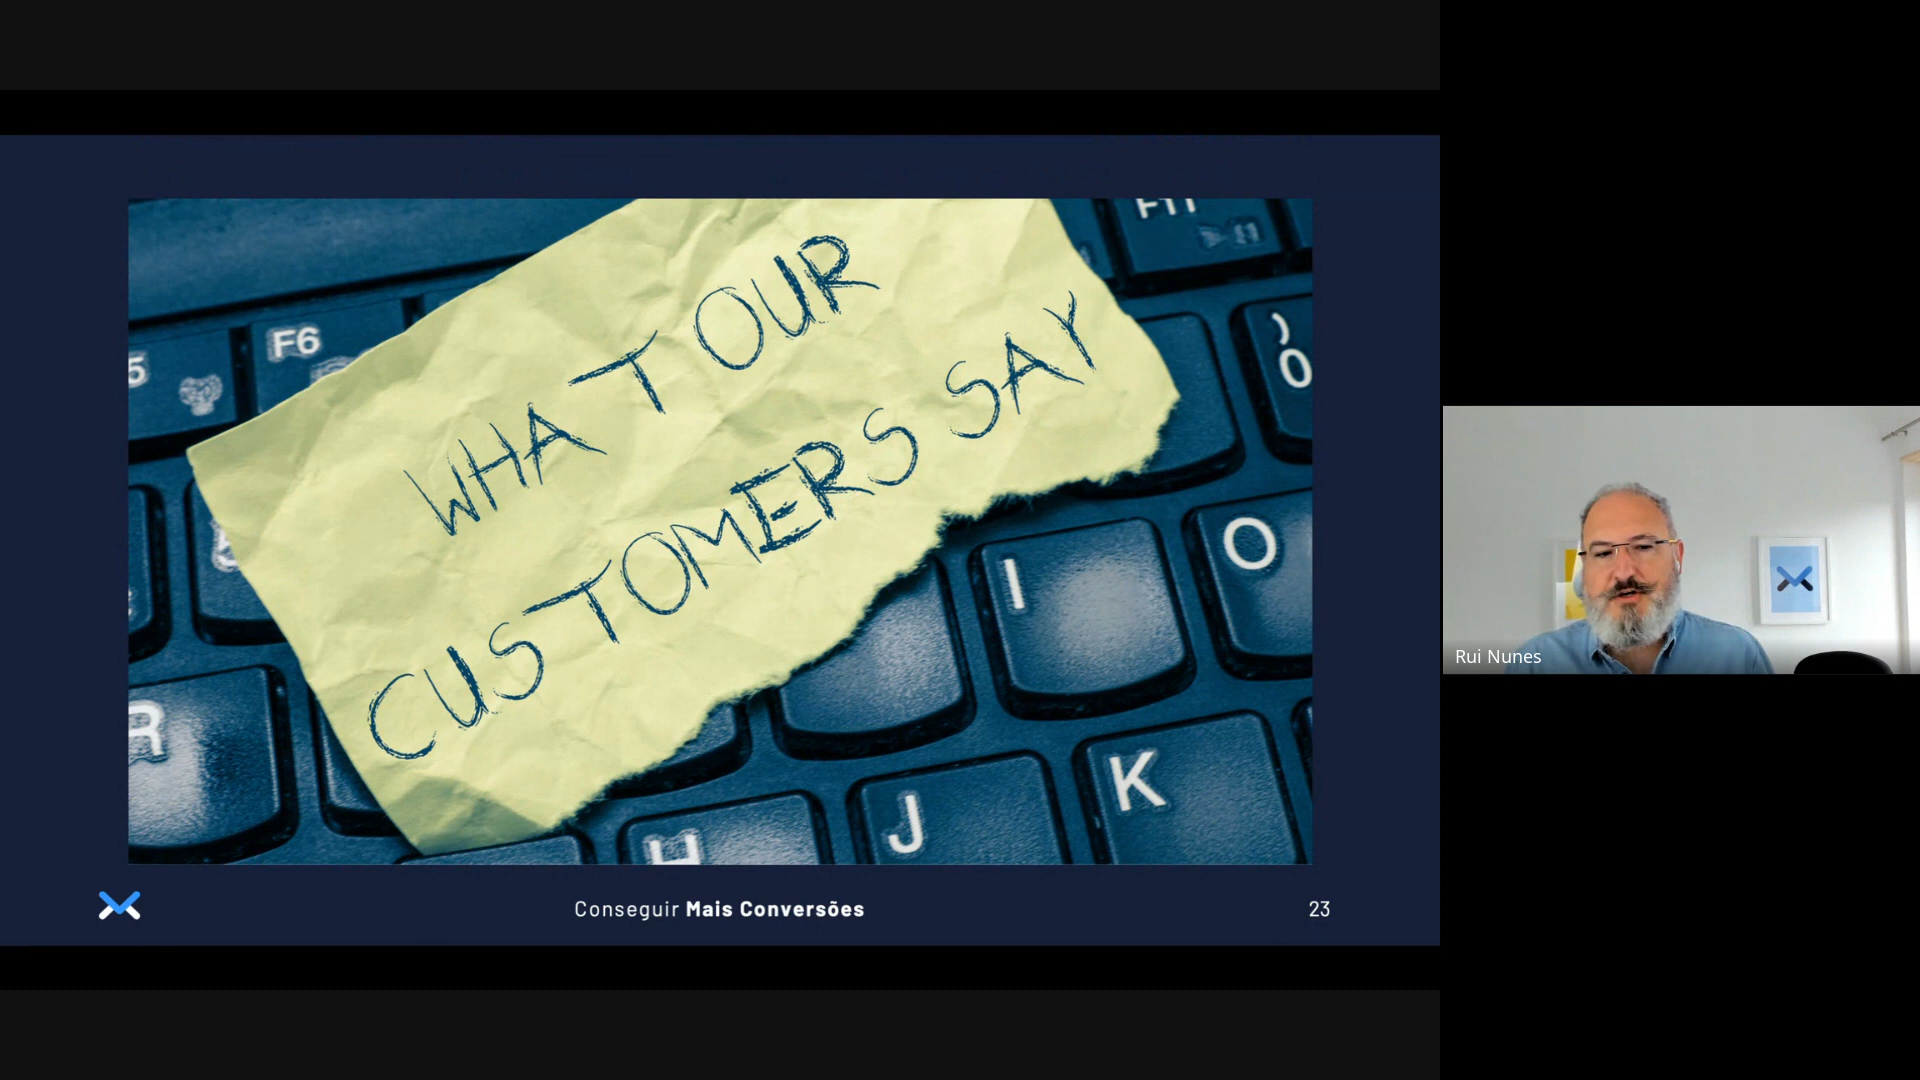 WHAT OUR
CUSTOMERS SAY
F11
F6
5
)
0
I
O
R
H
J
K
Conseguir Mais Conversões
23
Rui Nunes